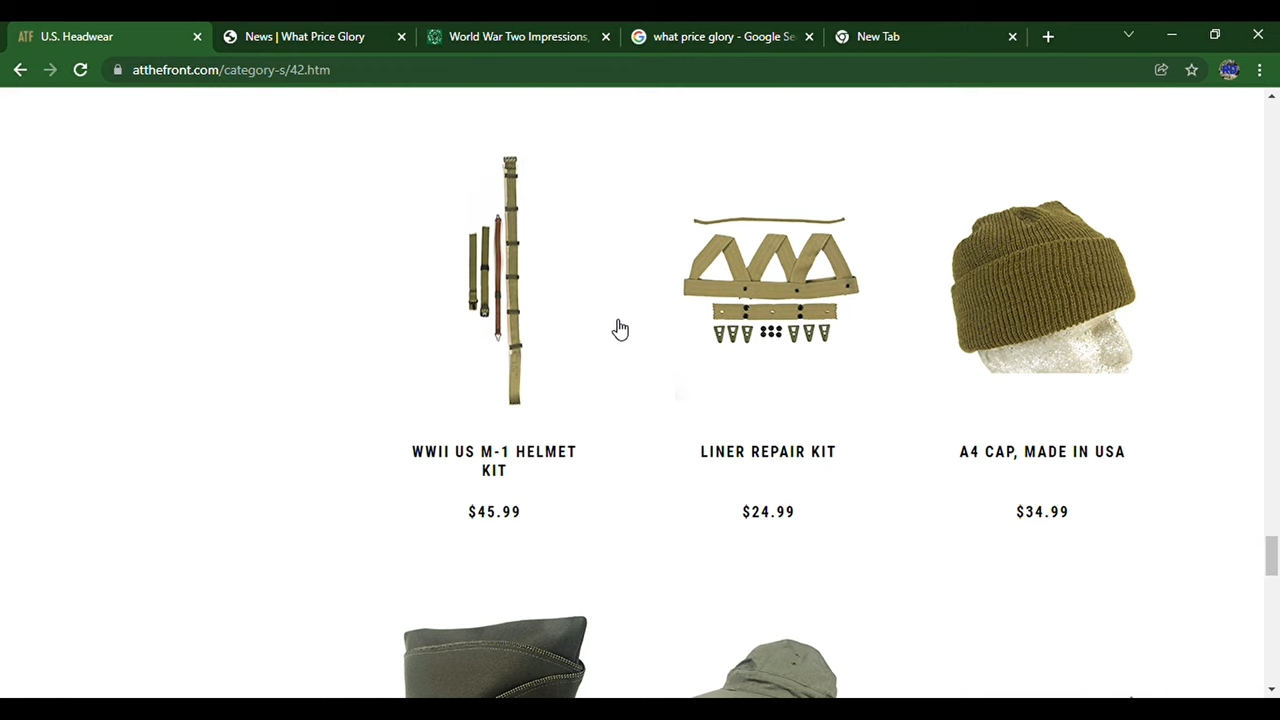 ATF U.S. Headwear
News | What Price Glory
World War Two Impressions,
what price glory - Google Se
New Tab
atthefront.com/category-s/42.htm
WWII US M-1 HELMET
KIT
$45.99
LINER REPAIR KIT
$24.99
A4 CAP, MADE IN USA
$34.99